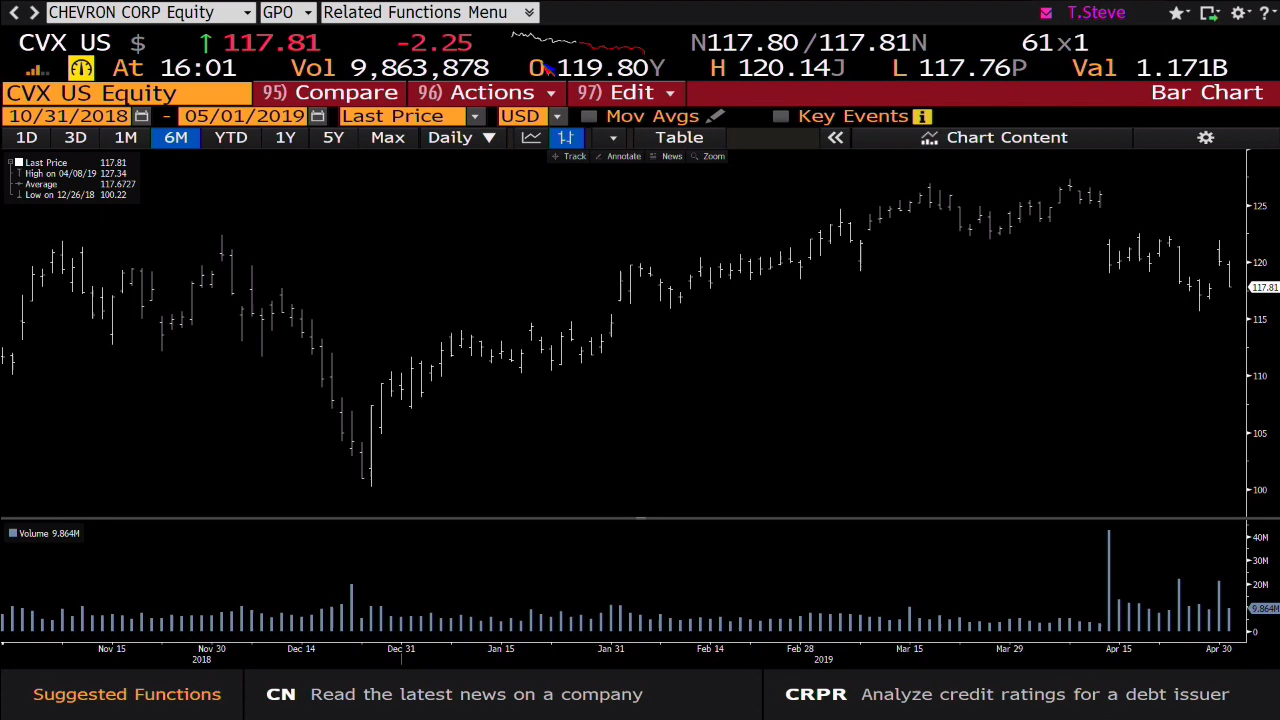 CHEVRON CORP Equity GPO Related Functions Menu T.Steve ?
CVX US $ ↑ 117.81 -2.25 N117.80 /117.81N 61x1
At 16:01 Vol 9,863,878 O 119.80Y H 120.14J L 117.76P Val 1.171B
CVX US Equity 95) Compare 96) Actions 97) Edit Bar Chart
10/31/2018 - 05/01/2019 Last Price USD Mov Avgs Key Events i
1D 3D 1M 6M YTD 1Y 5Y Max Daily ▼ Table « Chart Content
Track Annotate News Zoom
Last Price 117.81
High on 04/08/19 127.34
Average 117.6727
Low on 12/26/18 100.22
125
120
117.81
115
110
105
100
Volume 9.864M
40M
30M
20M
9.864M
0
Nov 15 Nov 30 Dec 14 Dec 31 Jan 15 Jan 31 Feb 14 Feb 28 Mar 15 Mar 29 Apr 15 Apr 30
2018 2019
Suggested Functions CN Read the latest news on a company CRPR Analyze credit ratings for a debt issuer